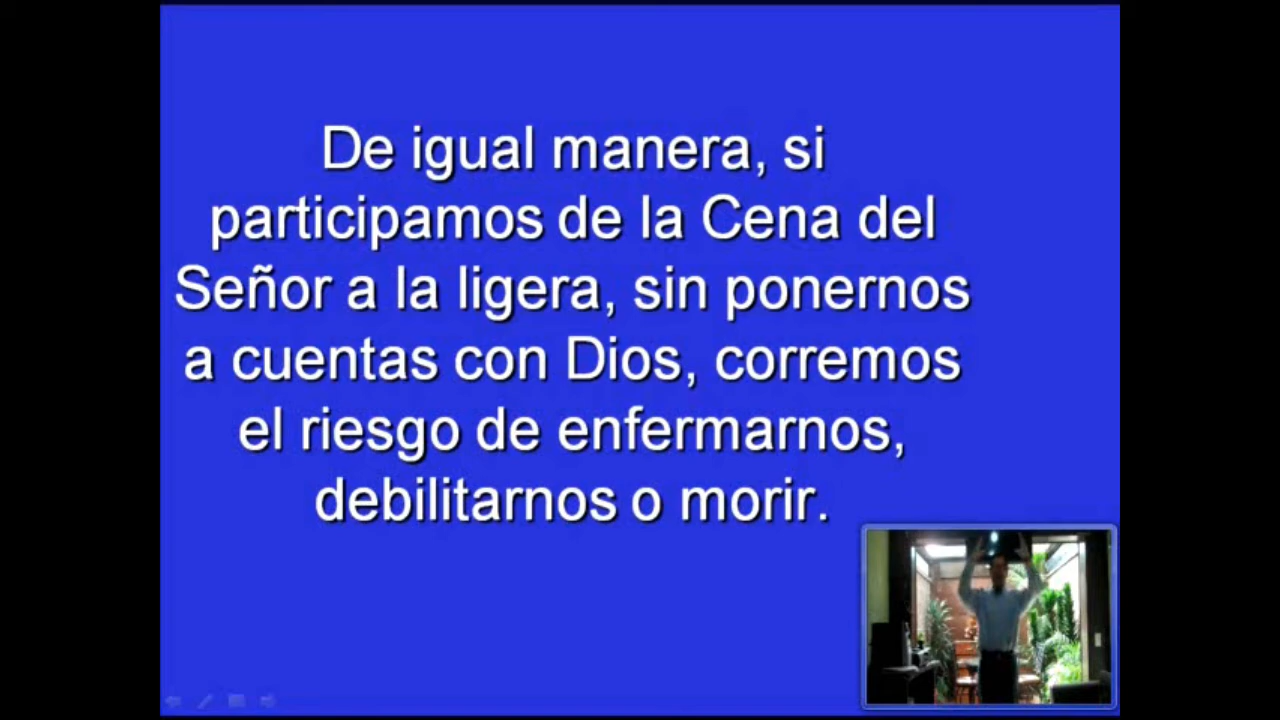 De igual manera, si
participamos de la Cena del
Señor a la ligera, sin ponernos
a cuentas con Dios, corremos
el riesgo de enfermarnos,
debilitarnos o morir.